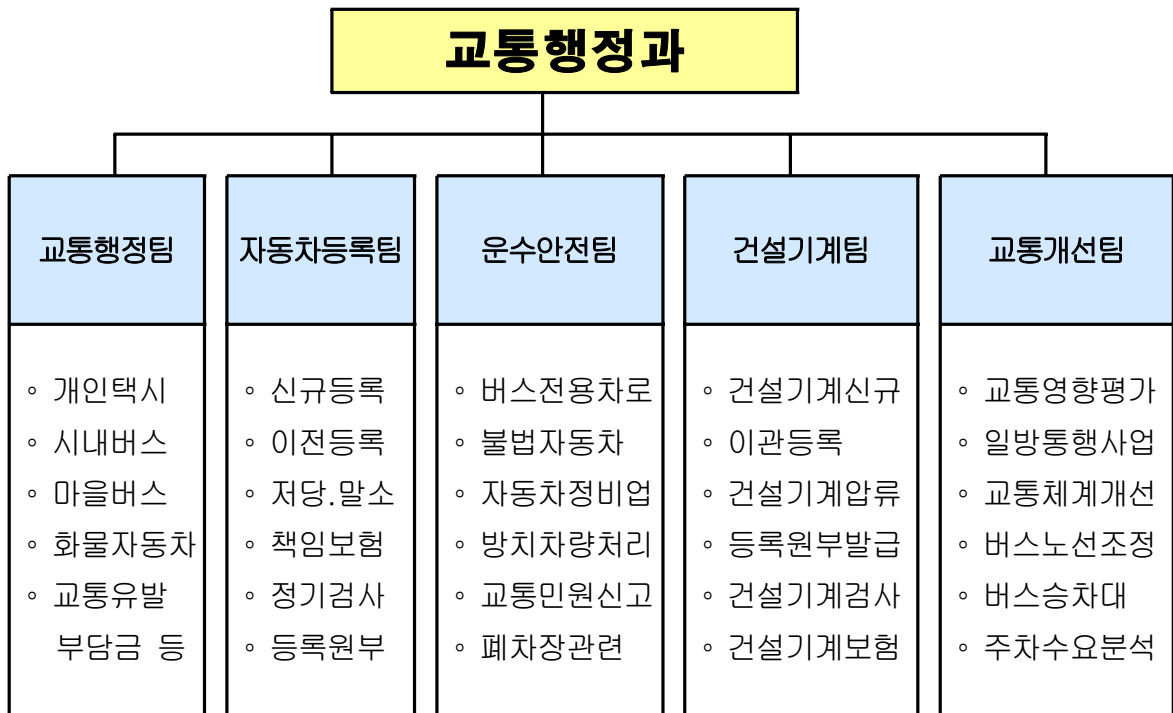 교통행정과
교통행정팀
◦ 개인택시
◦ 시내버스
◦ 마을버스
◦ 화물자동차
◦ 교통유발
부담금 등
자동차등록팀
◦ 신규등록
◦ 이전등록
◦ 저당.말소
◦ 책임보험
◦ 정기검사
◦ 등록원부
운수안전팀
◦ 버스전용차로
◦ 불법자동차
◦ 자동차정비업
◦ 방치차량처리
◦ 교통민원신고
◦ 폐차장관련
건설기계팀
◦ 건설기계신규
◦ 이관등록
◦ 건설기계압류
◦ 등록원부발급
◦ 건설기계검사
◦ 건설기계보험
교통개선팀
◦ 교통영향평가
◦ 일방통행사업
◦ 교통체계개선
◦ 버스노선조정
◦ 버스승차대
◦ 주차수요분석